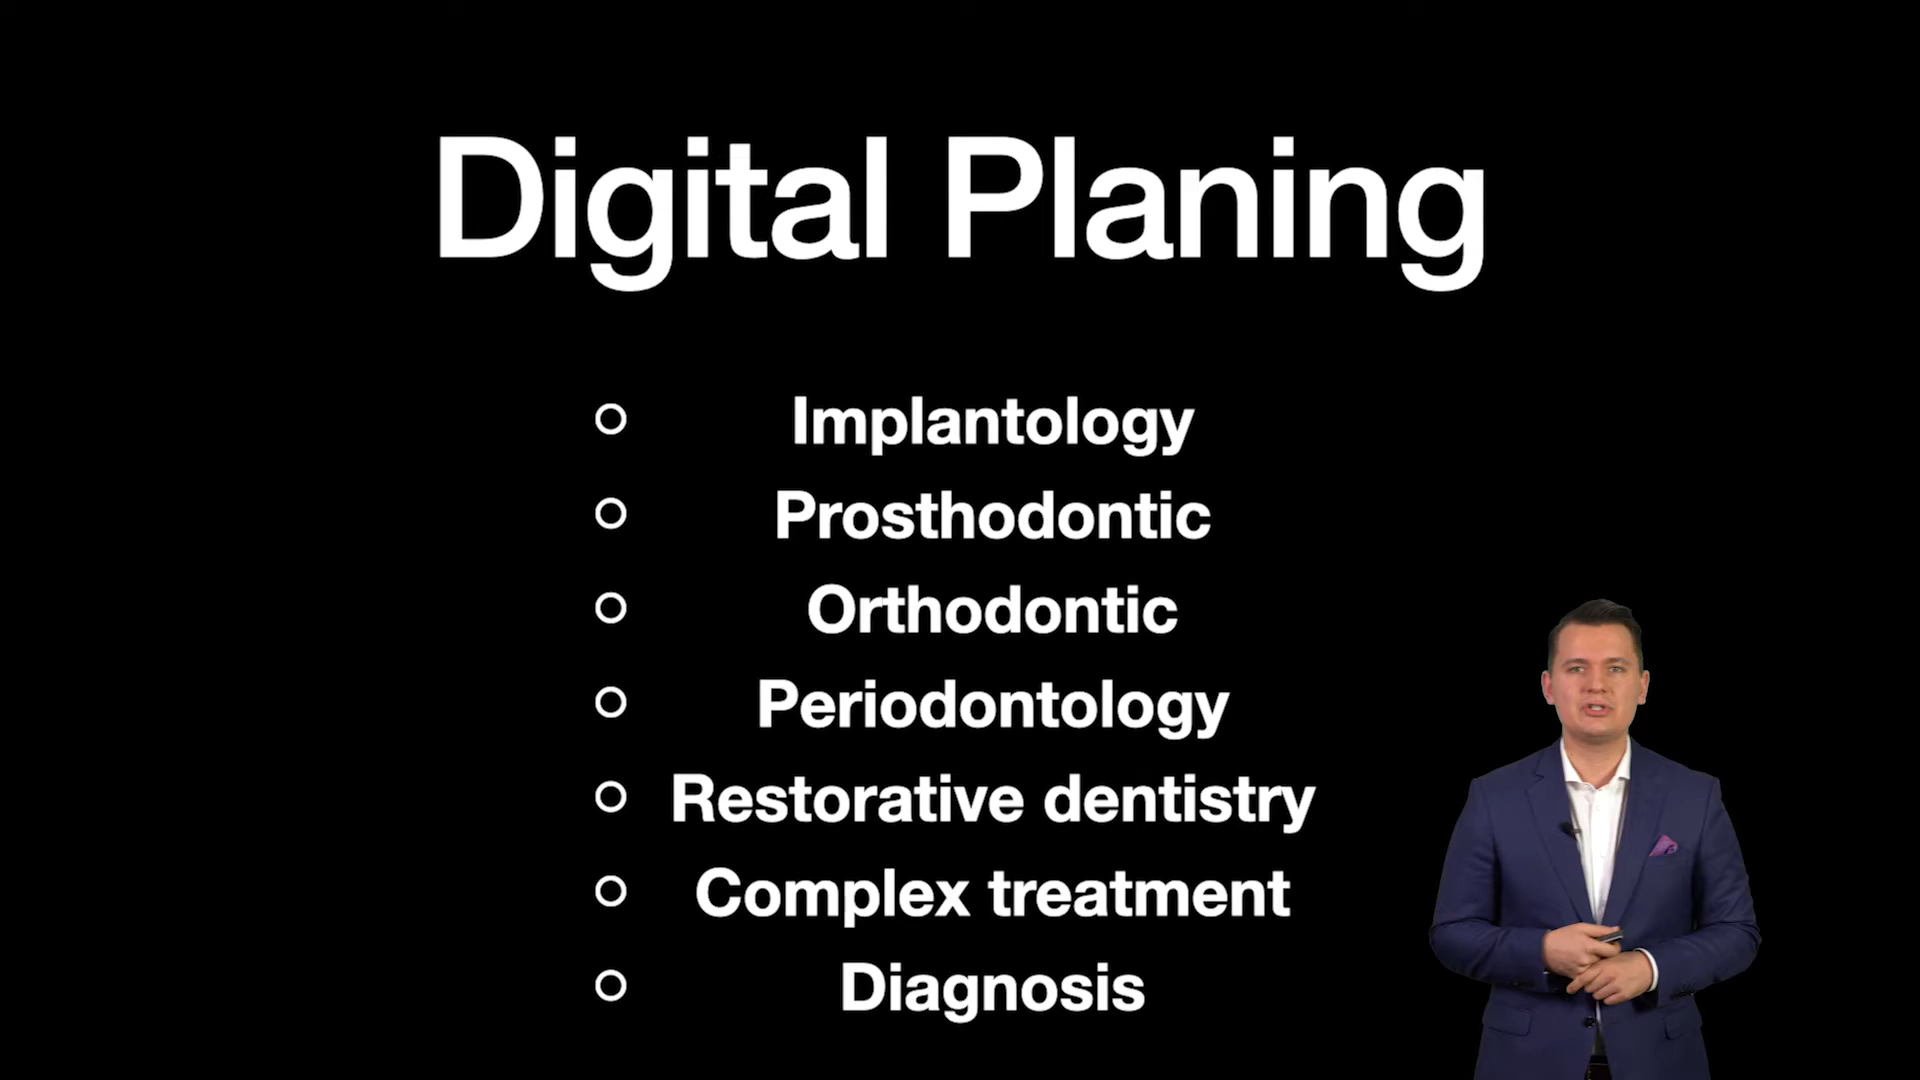 Digital Planing
Implantology
Prosthodontic
Orthodontic
Periodontology
Restorative dentistry
Complex treatment
Diagnosis